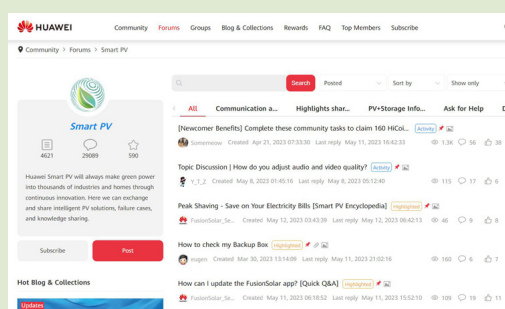 HUAWEI Community Forums Groups Blog & Collections Rewards FAQ Top Members Subscribe
Community > Forums > Smart PV
Search Posted Sort by Show only
All Communication a... Highlights shar... PV+Storage Info... Ask for Help
Smart PV
4621 29089 590
Huawei Smart PV will always make green power
into thousands of industries and homes through
continuous innovation. Here we can exchange
and share intelligent PV solutions, failure cases,
and knowledge sharing.
Subscribe Post
Hot Blog & Collections
Updates
[Newcomer Benefits] Complete these community tasks to claim 160 HiCoi... Activity
Somemeow Created Apr 21, 2023 07:33:30 Last reply May 11, 2023 10:42:33 1.3K 56 38
Topic Discussion | How do you adjust audio and video quality? Activity
Y_T_Z Created May 8, 2023 01:45:16 Last reply May 8, 2023 05:12:40 115 17 6
Peak Shaving - Save on Your Electricity Bills [Smart PV Encyclopedia] Highlighted
FusionSolar_Se... Created May 12, 2023 03:43:39 Last reply May 12, 2023 06:42:13 46 9 8
How to check my Backup Box Highlighted
Created Mar 30, 2023 13:14:09 Last reply May 11, 2023 21:02:16 160 6 7
How can I update the FusionSolar app? [Quick Q&A] Highlighted
FusionSolar_Se... Created May 11, 2023 06:18:52 Last reply May 11, 2023 15:52:10 109 19 11